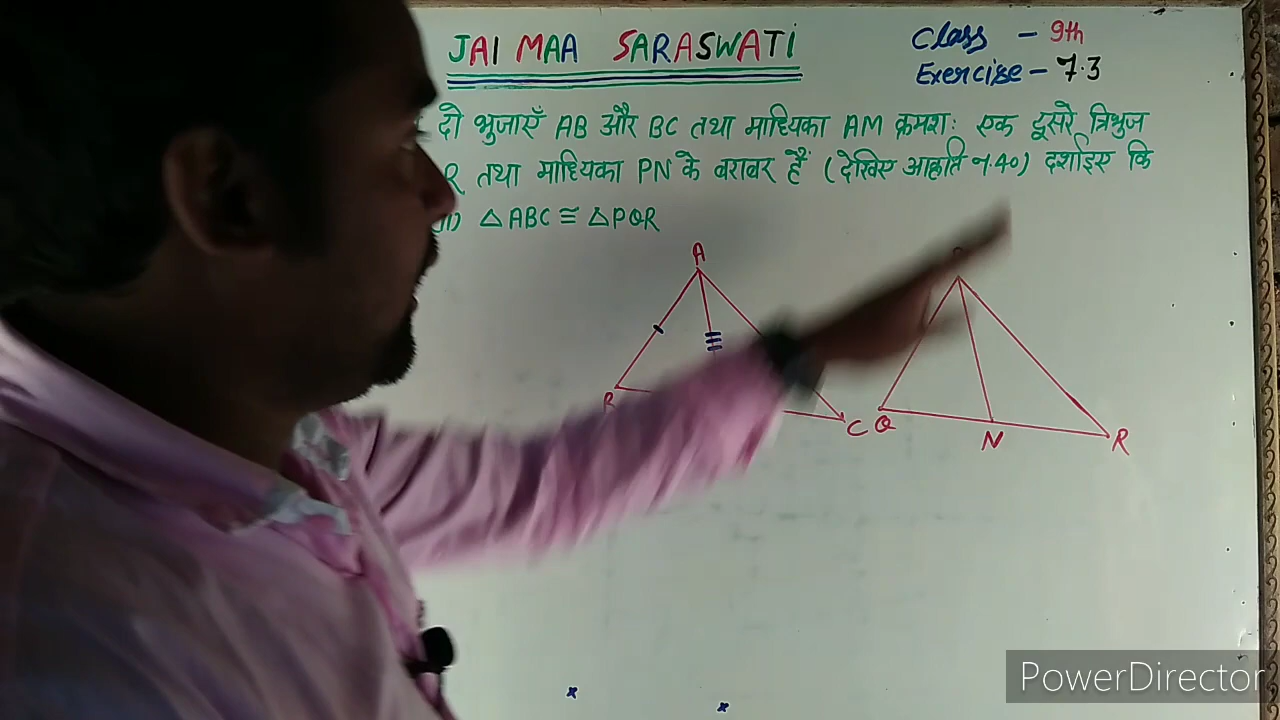 JAI MAA SARASWATI
Class - 9th
Exercise - 7.3
दो भुजाएँ AB और BC तथा माध्यिका AM क्रमशः एक दूसरे त्रिभुज
R तथा माध्यिका PN के बराबर हैं (देखिए आकृति 7.40) दर्शाइए कि
△ABC ≅ △PQR
A
B
C
Q
N
R
PowerDirector